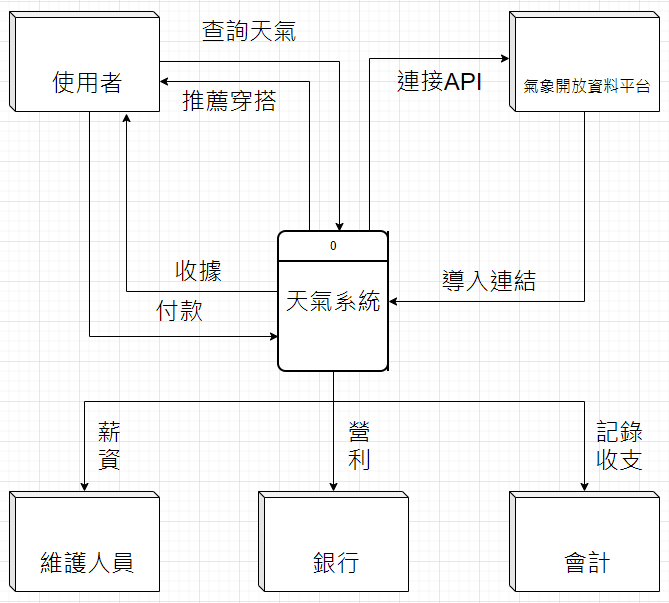 查詢天氣
使用者
推薦穿搭
連接API
氣象開放資料平台
0
收據
天氣系統
導入連結
付款
薪
資
營
利
記錄
收支
維護人員
銀行
會計